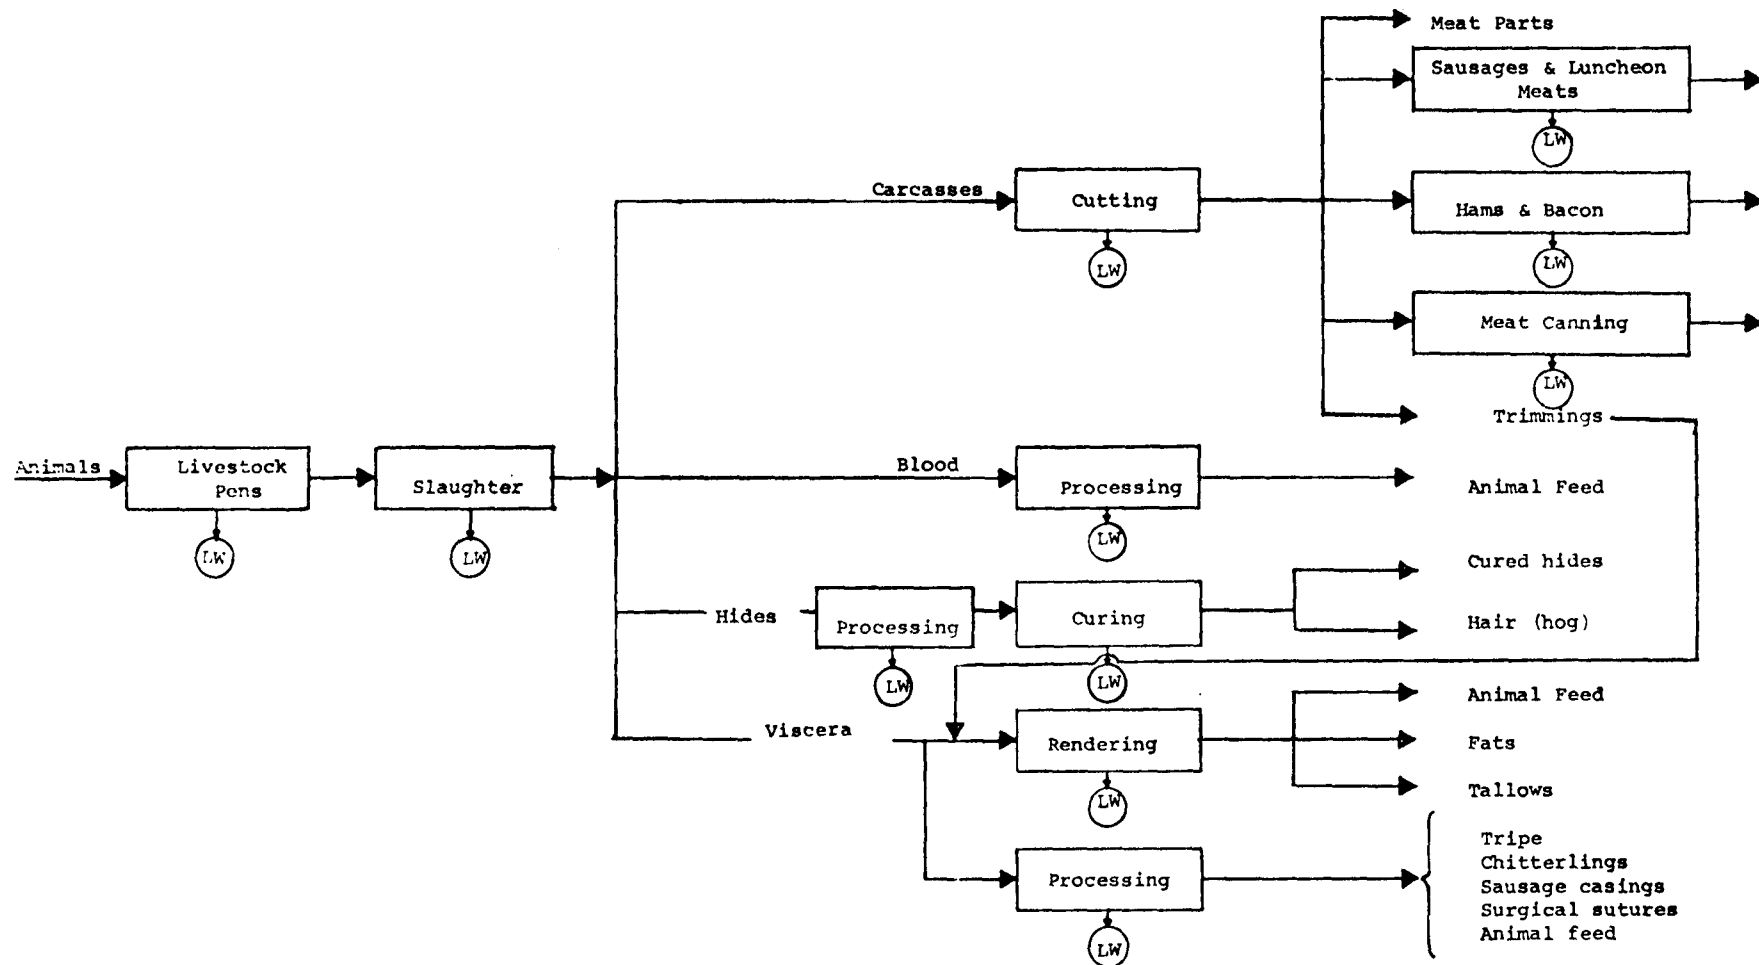 Meat Parts
Sausages & Luncheon
Meats
LW
Carcasses
Cutting
LW
Hams & Bacon
LW
Meat Canning
LW
Trimmings
Animals
Livestock
Pens
LW
Slaughter
LW
Blood
Processing
LW
Animal Feed
Hides
Processing
LW
Curing
LW
Cured hides
Hair (hog)
Viscera
Rendering
LW
Animal Feed
Fats
Tallows
Processing
LW
Tripe
Chitterlings
Sausage casings
Surgical sutures
Animal feed